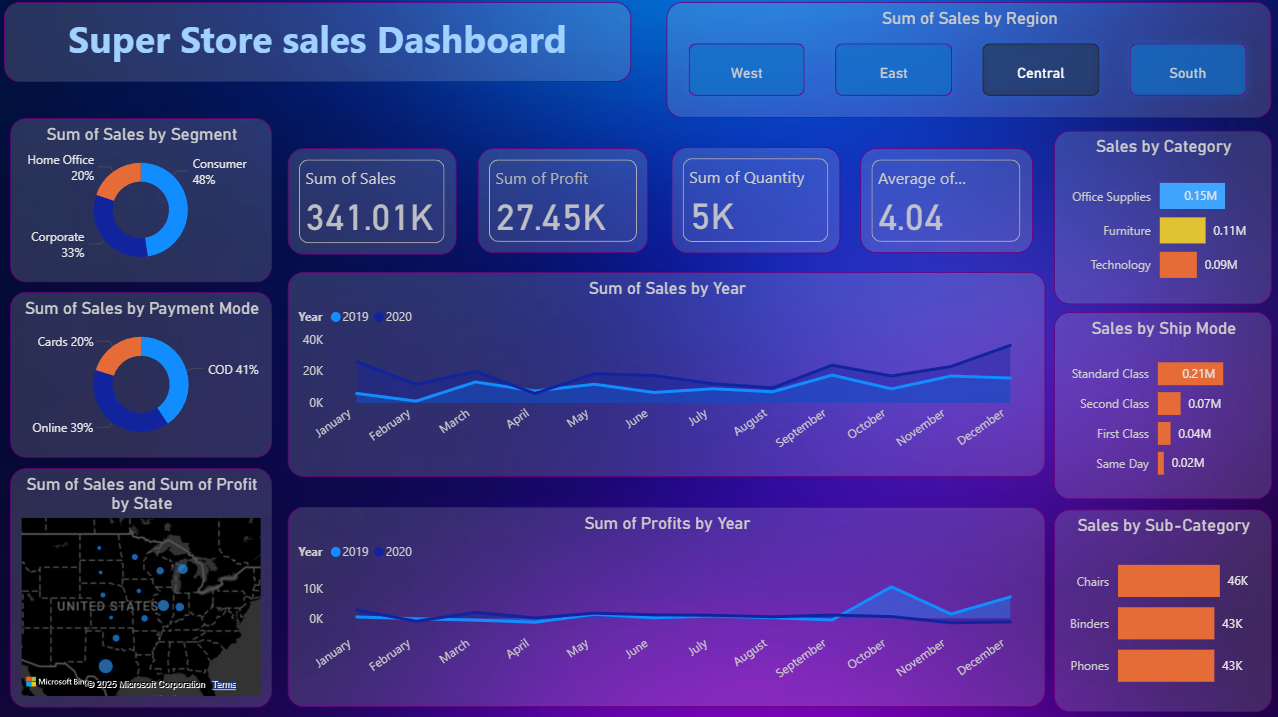 Super Store sales Dashboard
Sum of Sales by Region
West
East
Central
South
Sum of Sales by Segment
Home Office
20%
Consumer
48%
Corporate
33%
Sum of Sales
341.01K
Sum of Profit
27.45K
Sum of Quantity
5K
Average of...
4.04
Sales by Category
Office Supplies
0.15M
Furniture
0.11M
Technology
0.09M
Sum of Sales by Payment Mode
Cards 20%
COD 41%
Online 39%
Sum of Sales by Year
Year 2019 2020
40K
20K
0K
January
February
March
April
May
June
July
August
September
October
November
December
Sales by Ship Mode
Standard Class
0.21M
Second Class
0.07M
First Class
0.04M
Same Day
0.02M
Sum of Sales and Sum of Profit
by State
UNITED STATES
Microsoft Bing
© 2025 Microsoft Corporation
Terms
Sum of Profits by Year
Year 2019 2020
10K
0K
January
February
March
April
May
June
July
August
September
October
November
December
Sales by Sub-Category
Chairs
46K
Binders
43K
Phones
43K